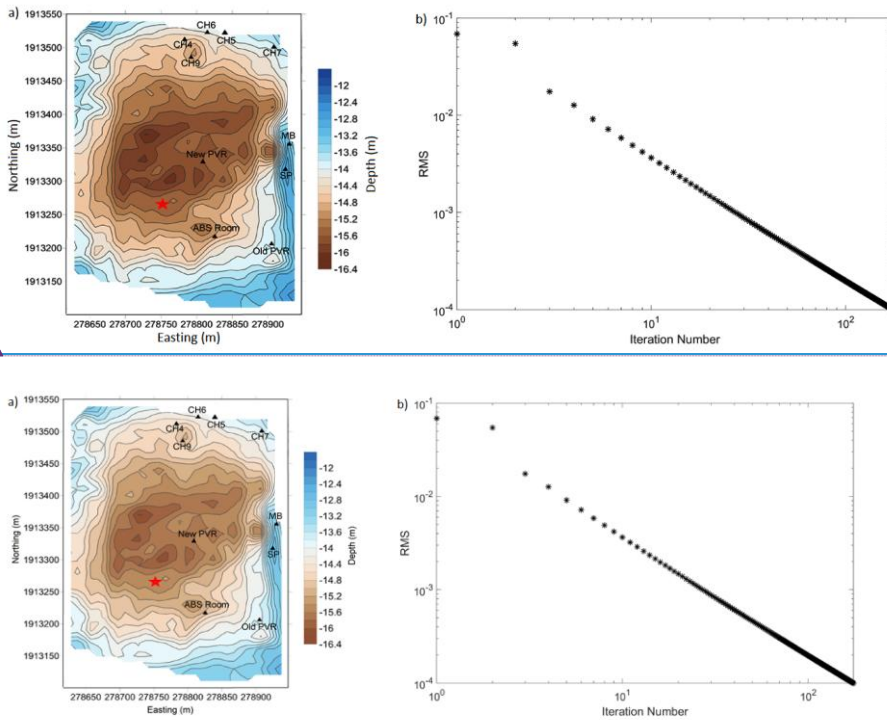 a)
b)
CH6
CH4
CH5
CH7
CH9
MB
New PVR
SP
ABS Room
Old PVR
1913550
1913500
1913450
1913400
1913350
1913300
1913250
1913200
1913150
Northing (m)
278650 278700 278750 278800 278850 278900
Easting (m)
-12
-12.4
-12.8
-13.2
-13.6
-14
-14.4
-14.8
-15.2
-15.6
-16
-16.4
Depth (m)
10^-1
10^-2
10^-3
10^-4
RMS
10^0 10^1 10^2
Iteration Number
a)
b)
CH6
CH4
CH5
CH7
CH9
MB
New PVR
SP
ABS Room
Old PVR
1913550
1913500
1913450
1913400
1913350
1913300
1913250
1913200
1913150
Northing (m)
278650 278700 278750 278800 278850 278900
Easting (m)
-12
-12.4
-12.8
-13.2
-13.6
-14
-14.4
-14.8
-15.2
-15.6
-16
-16.4
Depth (m)
10^-1
10^-2
10^-3
10^-4
RMS
10^0 10^1 10^2
Iteration Number